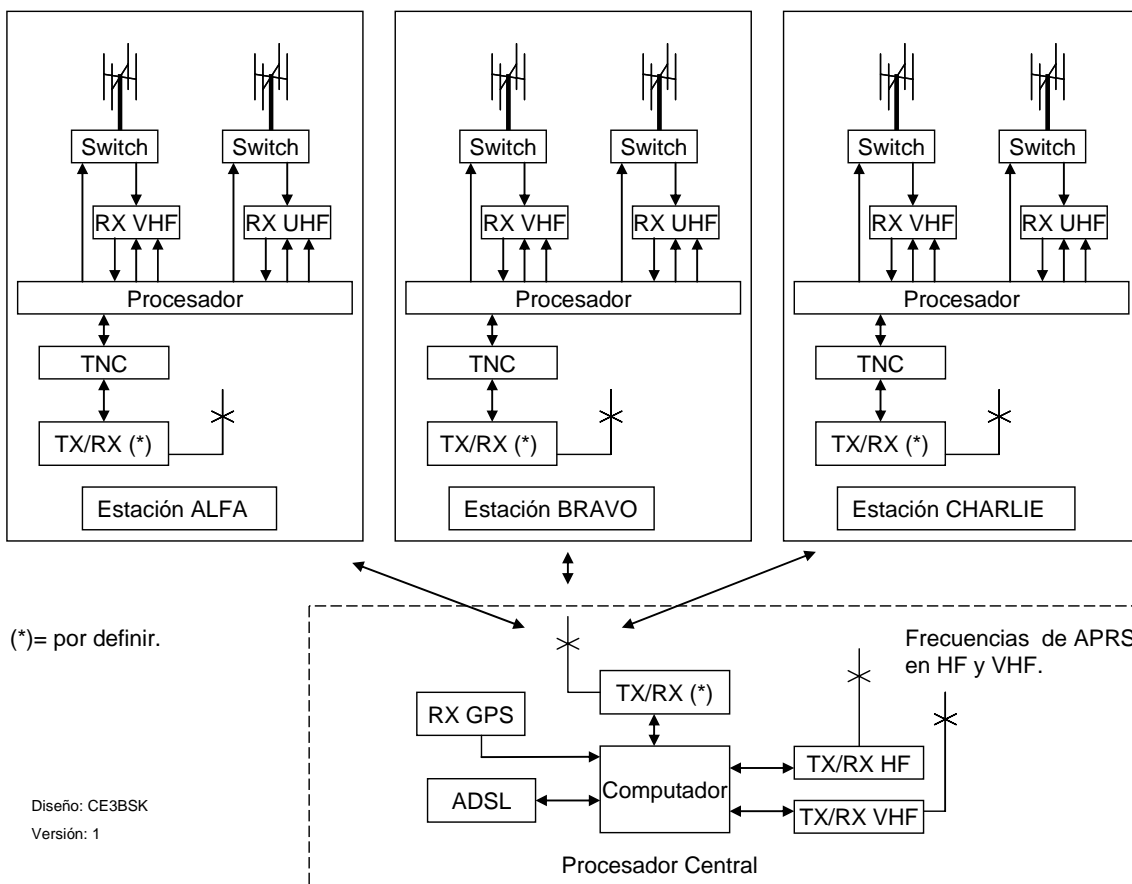 Switch
Switch
RX VHF
RX UHF
Procesador
TNC
TX/RX (*)
Estación ALFA
Switch
Switch
RX VHF
RX UHF
Procesador
TNC
TX/RX (*)
Estación BRAVO
Switch
Switch
RX VHF
RX UHF
Procesador
TNC
TX/RX (*)
Estación CHARLIE
(*)= por definir.
Frecuencias de APRS
en HF y VHF.
TX/RX (*)
RX GPS
Computador
TX/RX HF
ADSL
TX/RX VHF
Diseño: CE3BSK
Versión: 1
Procesador Central